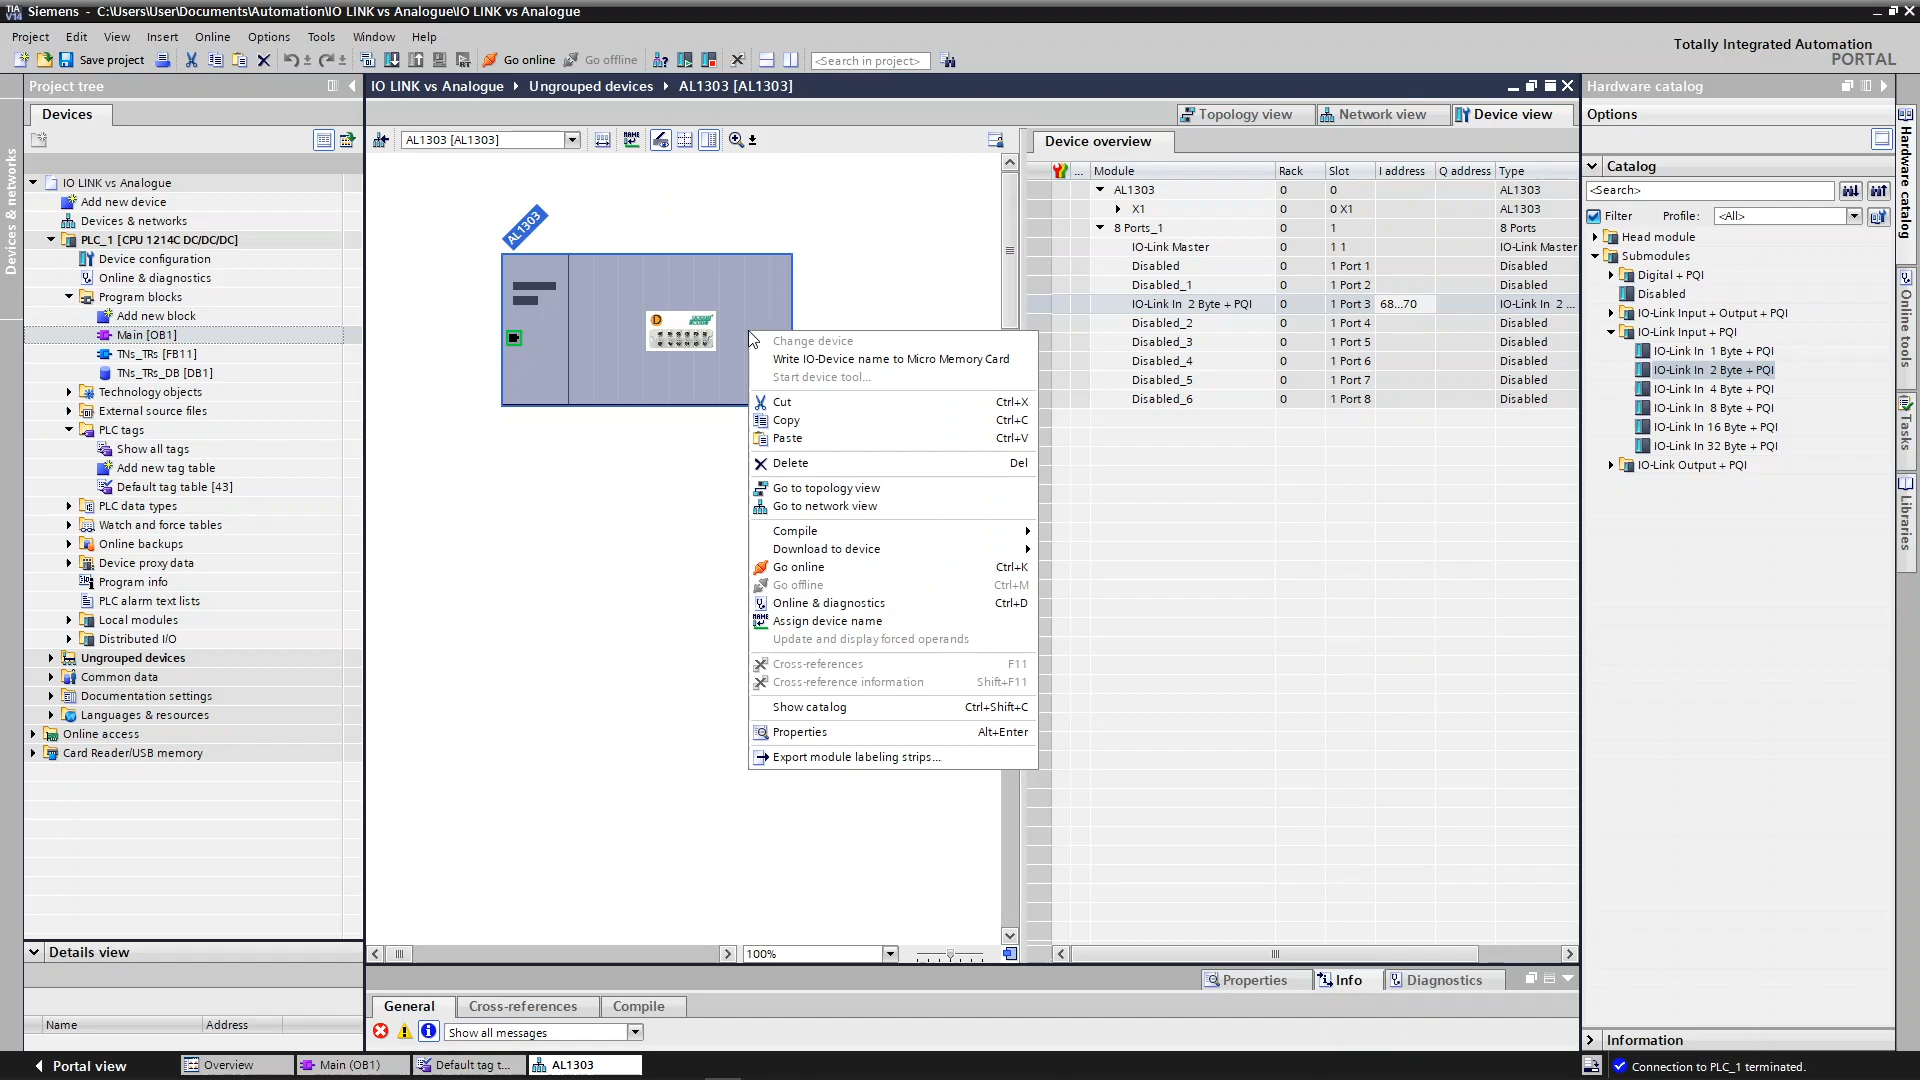 TIA V14 Siemens - C:\Users\User\Documents\Automation\IO LINK vs Analogue\IO LINK vs Analogue
Project Edit View Insert Online Options Tools Window Help
Totally Integrated Automation
PORTAL
Save project Go online Go offline <Search in project>
Project tree
IO LINK vs Analogue Ungrouped devices AL1303 [AL1303]
Hardware catalog
Devices
Topology view Network view Device view
Options
AL1303 [AL1303]
Device overview
Devices & networks
IO LINK vs Analogue
Add new device
Devices & networks
PLC_1 [CPU 1214C DC/DC/DC]
Device configuration
Online & diagnostics
Program blocks
Add new block
Main [OB1]
TNs_TRs [FB11]
TNs_TRs_DB [DB1]
Technology objects
External source files
PLC tags
Show all tags
Add new tag table
Default tag table [43]
PLC data types
Watch and force tables
Online backups
Device proxy data
Program info
PLC alarm text lists
Local modules
Distributed I/O
Ungrouped devices
Common data
Documentation settings
Languages & resources
Online access
Card Reader/USB memory
Details view
Name Address
AL1303
Change device
Write IO-Device name to Micro Memory Card
Start device tool...
Cut Ctrl+X
Copy Ctrl+C
Paste Ctrl+V
Delete Del
Go to topology view
Go to network view
Compile
Download to device
Go online Ctrl+K
Go offline Ctrl+M
Online & diagnostics Ctrl+D
Assign device name
Update and display forced operands
Cross-references F11
Cross-reference information Shift+F11
Show catalog Ctrl+Shift+C
Properties Alt+Enter
Export module labeling strips...
100%
... Module Rack Slot I address Q address Type
AL1303 0 0 AL1303
X1 0 0 X1 AL1303
8 Ports_1 0 1 8 Ports
IO-Link Master 0 1 1 IO-Link Master
Disabled 0 1 Port 1 Disabled
Disabled_1 0 1 Port 2 Disabled
IO-Link In 2 Byte + PQI 0 1 Port 3 68...70 IO-Link In 2 ...
Disabled_2 0 1 Port 4 Disabled
Disabled_3 0 1 Port 5 Disabled
Disabled_4 0 1 Port 6 Disabled
Disabled_5 0 1 Port 7 Disabled
Disabled_6 0 1 Port 8 Disabled
Catalog
<Search>
Filter Profile: <All>
Head module
Submodules
Digital + PQI
Disabled
IO-Link Input + Output + PQI
IO-Link Input + PQI
IO-Link In 1 Byte + PQI
IO-Link In 2 Byte + PQI
IO-Link In 4 Byte + PQI
IO-Link In 8 Byte + PQI
IO-Link In 16 Byte + PQI
IO-Link In 32 Byte + PQI
IO-Link Output + PQI
Hardware catalog
Online tools
Tasks
Libraries
Properties Info Diagnostics
General Cross-references Compile
Show all messages
Information
Portal view Overview Main (OB1) Default tag t... AL1303
Connection to PLC_1 terminated.